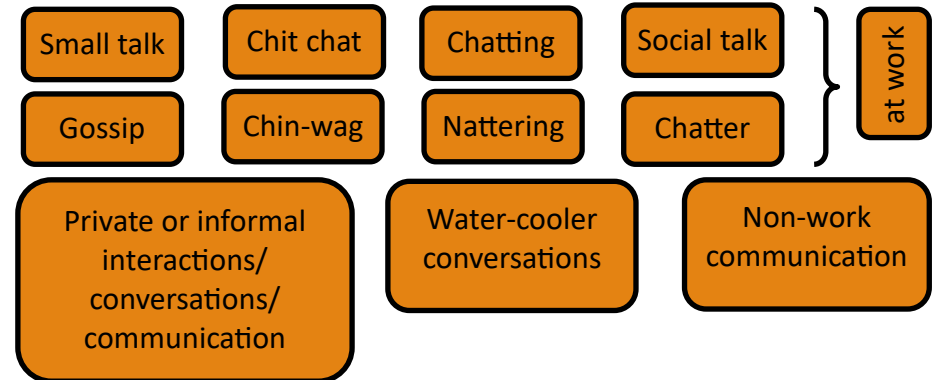 Small talk
Chit chat
Chatting
Social talk
Gossip
Chin-wag
Nattering
Chatter
at work
Private or informal
interactions/
conversations/
communication
Water-cooler
conversations
Non-work
communication